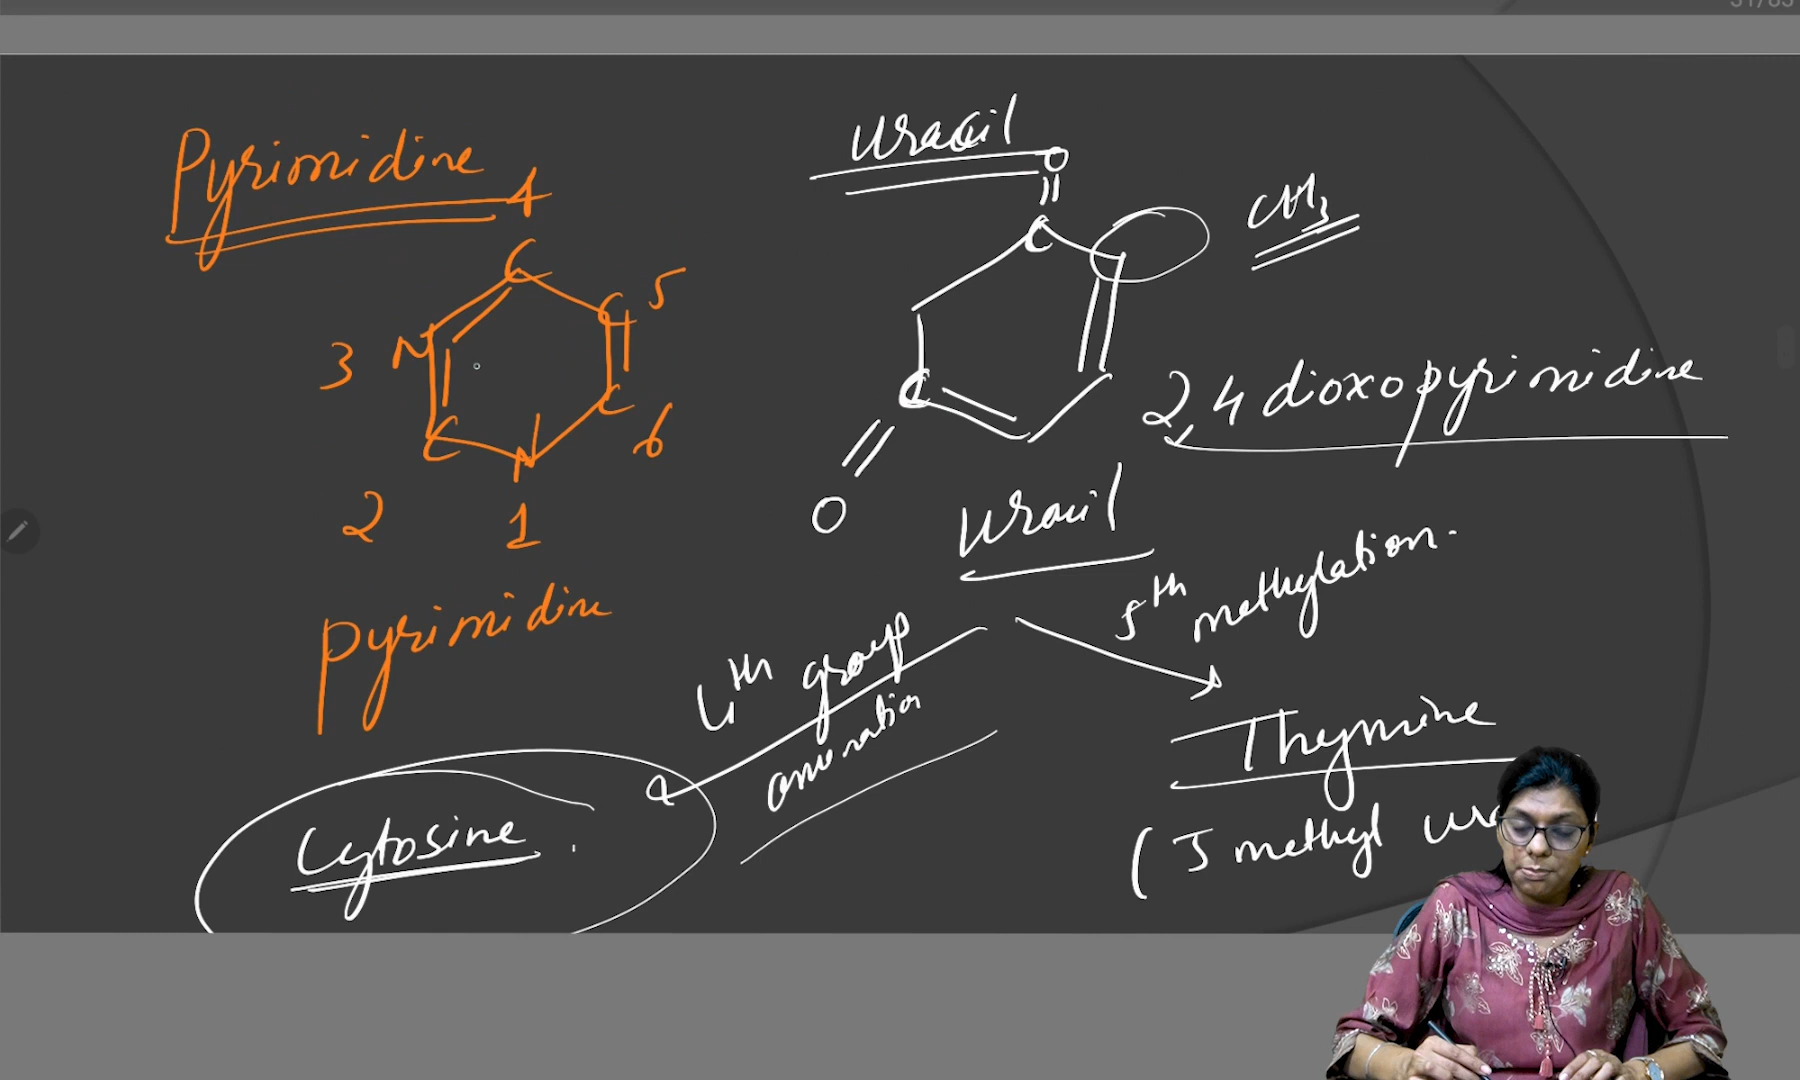 Pyrimidine
4
C
C 5
3 N
C
C 6
N
2
1
Pyrimidine
Uracil
O
C
CH3
C
O
2,4 dioxopyrimidine
Uracil
5th methylation.
4th group
amination
Thymine
(5 methyl
Cytosine